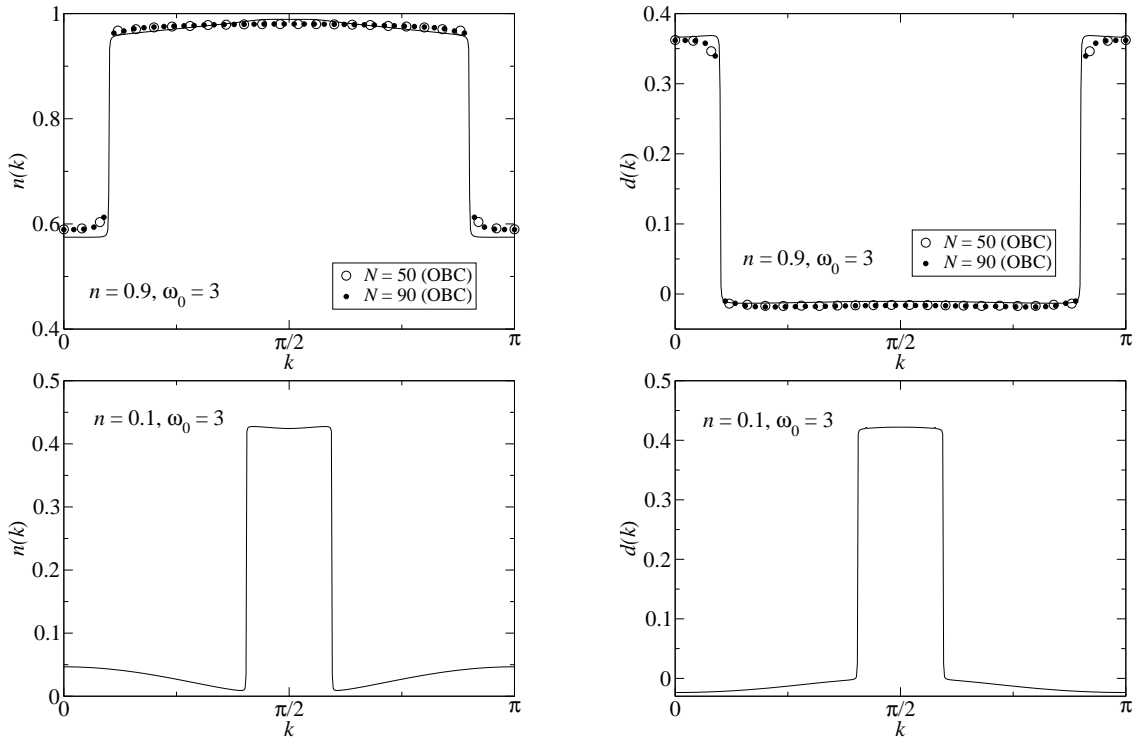 1
0.8
0.6
0.4
n(k)
0
π/2
π
k
n = 0.9, ω0 = 3
N = 50 (OBC)
N = 90 (OBC)
0.4
0.3
0.2
0.1
0
d(k)
0
π/2
π
k
n = 0.9, ω0 = 3
N = 50 (OBC)
N = 90 (OBC)
0.5
0.4
0.3
0.2
0.1
0
n(k)
0
π/2
π
k
n = 0.1, ω0 = 3
0.5
0.4
0.3
0.2
0.1
0
d(k)
0
π/2
π
k
n = 0.1, ω0 = 3